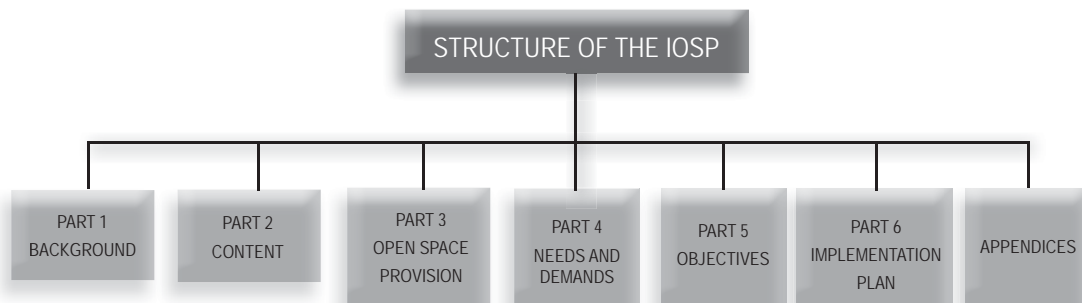 STRUCTURE OF THE IOSP
PART 1
BACKGROUND
PART 2
CONTENT
PART 3
OPEN SPACE
PROVISION
PART 4
NEEDS AND
DEMANDS
PART 5
OBJECTIVES
PART 6
IMPLEMENTATION
PLAN
APPENDICES